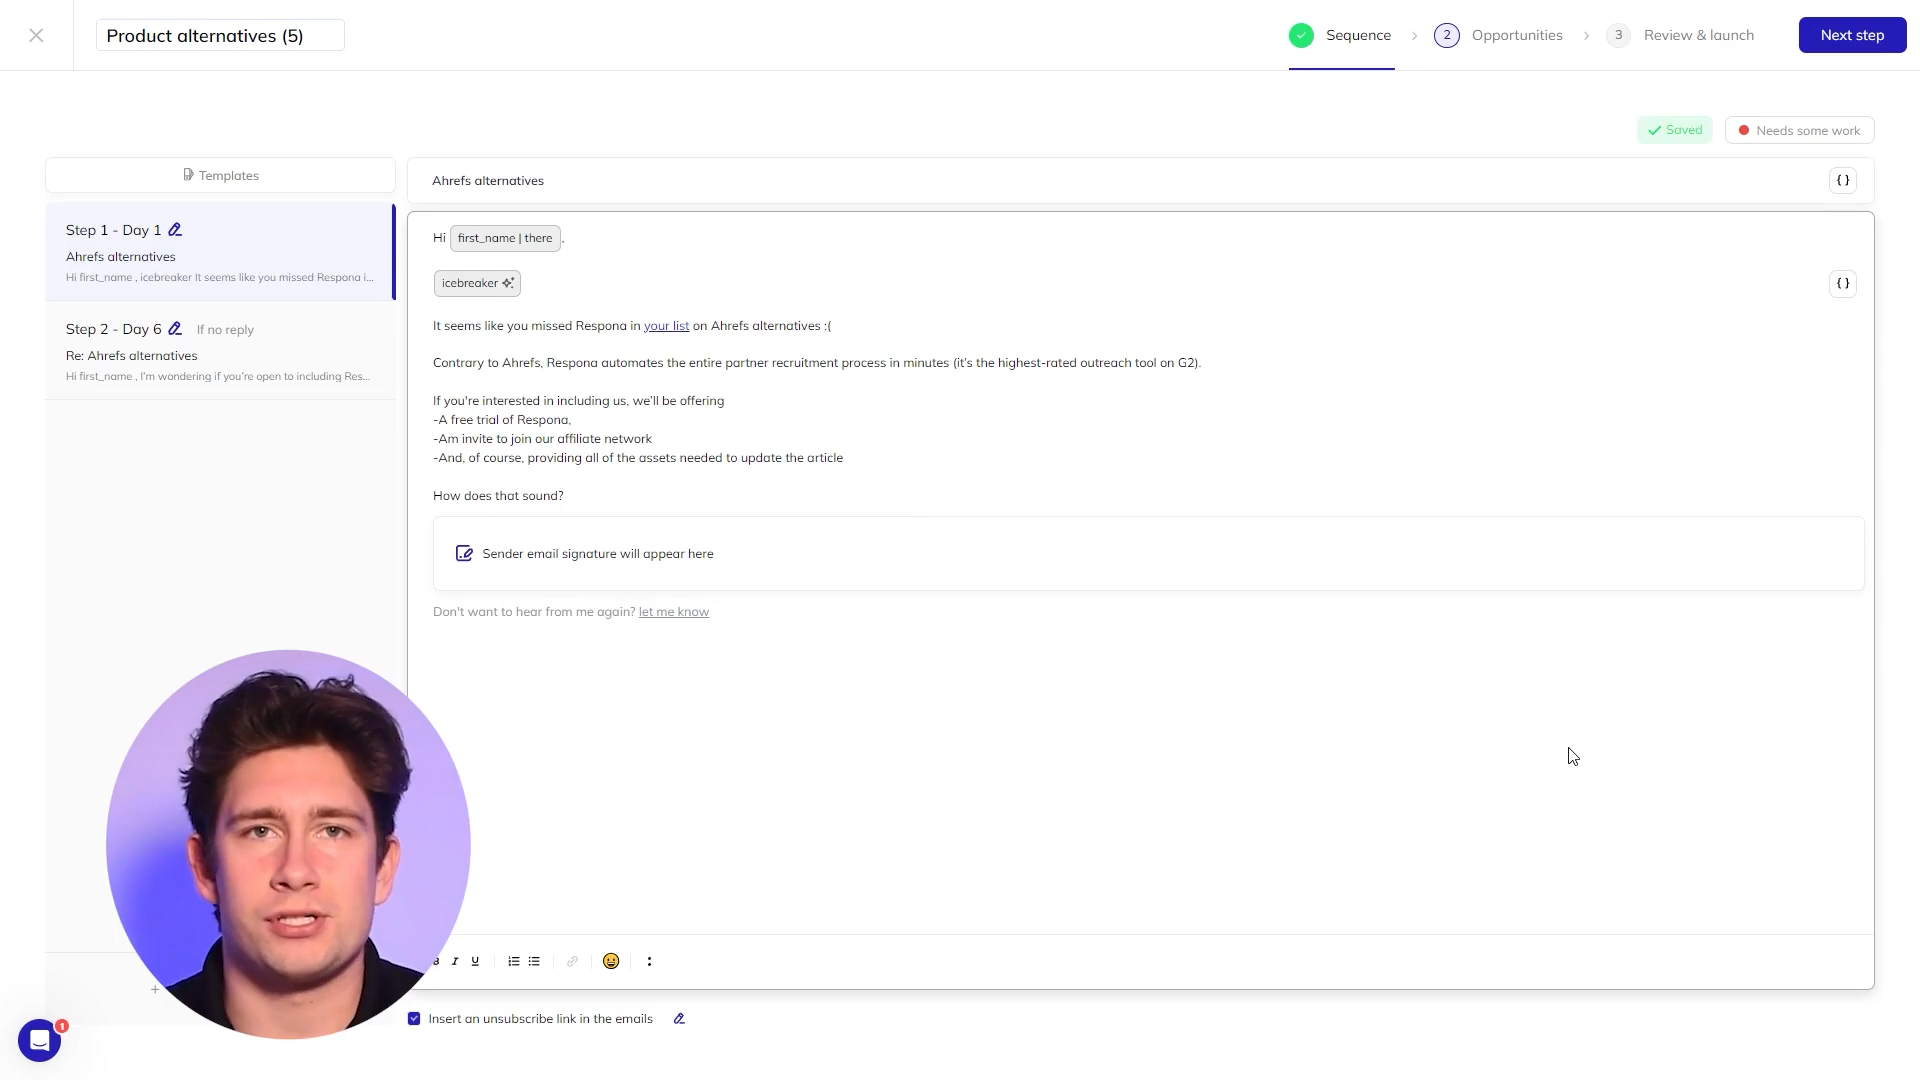 Product alternatives (5)
Sequence
2
Opportunities
3
Review & launch
Next step
Saved
Needs some work
Templates
Ahrefs alternatives
{ }
Step 1 - Day 1
Ahrefs alternatives
Hi first_name , icebreaker It seems like you missed Respona i...
Step 2 - Day 6 If no reply
Re: Ahrefs alternatives
Hi first_name , I'm wondering if you're open to including Res...
Hi first_name | there ,
icebreaker
{ }
It seems like you missed Respona in your list on Ahrefs alternatives :(
Contrary to Ahrefs, Respona automates the entire partner recruitment process in minutes (it's the highest-rated outreach tool on G2).
If you're interested in including us, we'll be offering
-A free trial of Respona,
-Am invite to join our affiliate network
-And, of course, providing all of the assets needed to update the article
How does that sound?
Sender email signature will appear here
Don't want to hear from me again? let me know
B I U
+
Insert an unsubscribe link in the emails
1